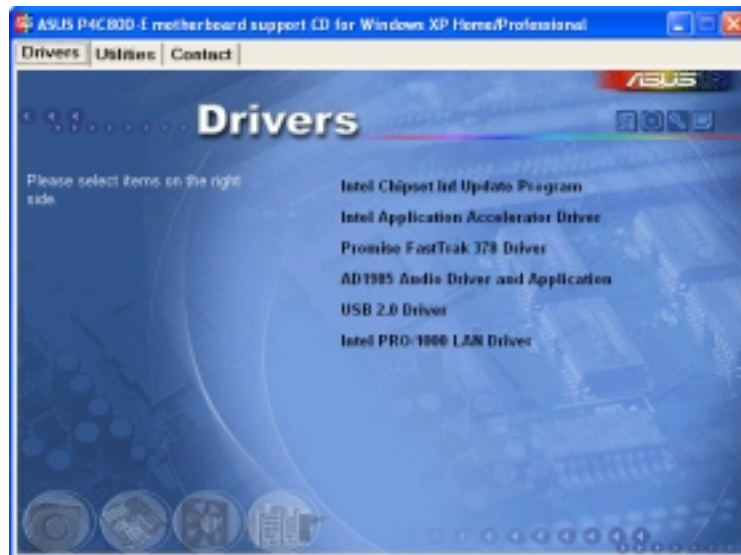 ASUS P4C800-E motherboard support CD for Windows XP Home/Professional
Drivers Utilities Contact
ASUS
Drivers
Please select items on the right
side.
Intel Chipset Inf Update Program
Intel Application Accelerator Driver
Promise FastTrak 378 Driver
AD1985 Audio Driver and Application
USB 2.0 Driver
Intel PRO/1000 LAN Driver